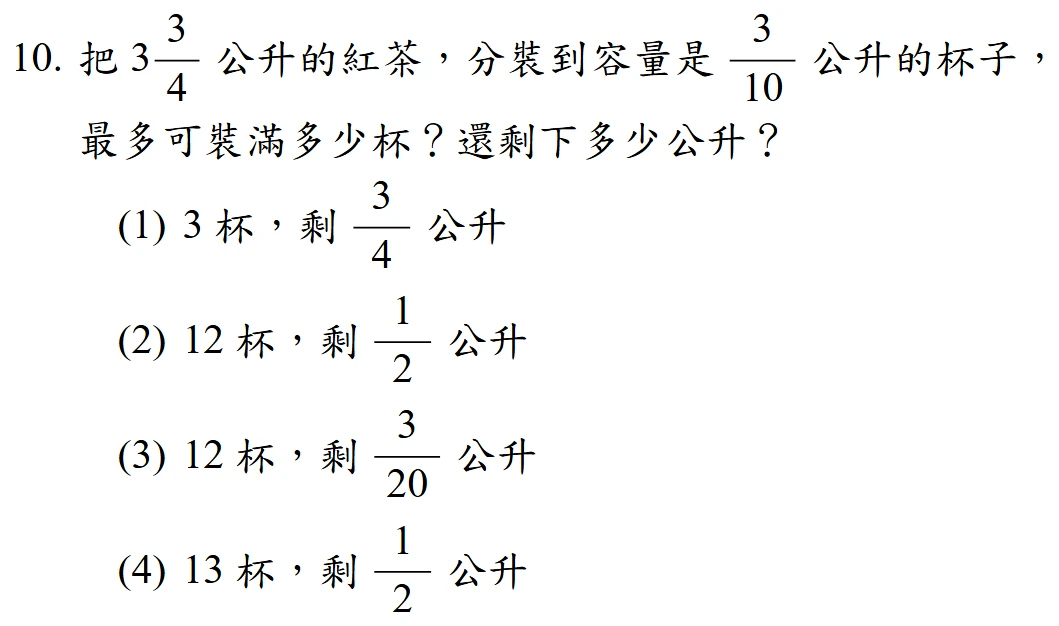 10. 把 3 3/4 公升的紅茶，分裝到容量是 3/10 公升的杯子，
最多可裝滿多少杯？還剩下多少公升？
(1) 3 杯，剩 3/4 公升
(2) 12 杯，剩 1/2 公升
(3) 12 杯，剩 3/20 公升
(4) 13 杯，剩 1/2 公升